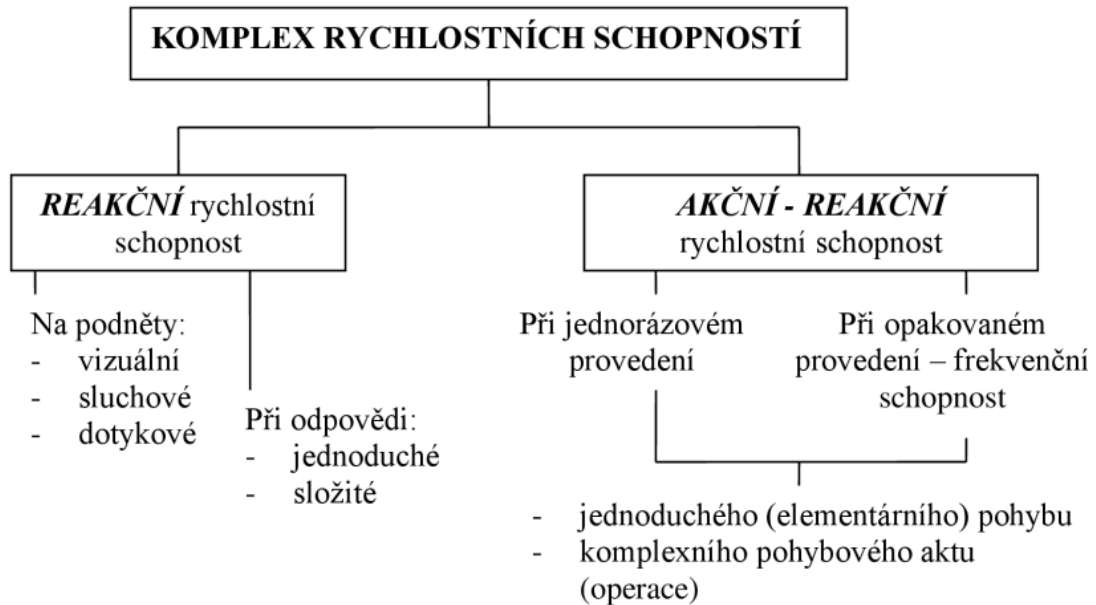 KOMPLEX RYCHLOSTNÍCH SCHOPNOSTÍ
REAKČNÍ rychlostní
schopnost
Na podněty:
- vizuální
- sluchové
- dotykové
Při odpovědi:
- jednoduché
- složité
AKČNÍ - REAKČNÍ
rychlostní schopnost
Při jednorázovém
provedení
Při opakovaném
provedení – frekvenční
schopnost
- jednoduchého (elementárního) pohybu
- komplexního pohybového aktu
(operace)